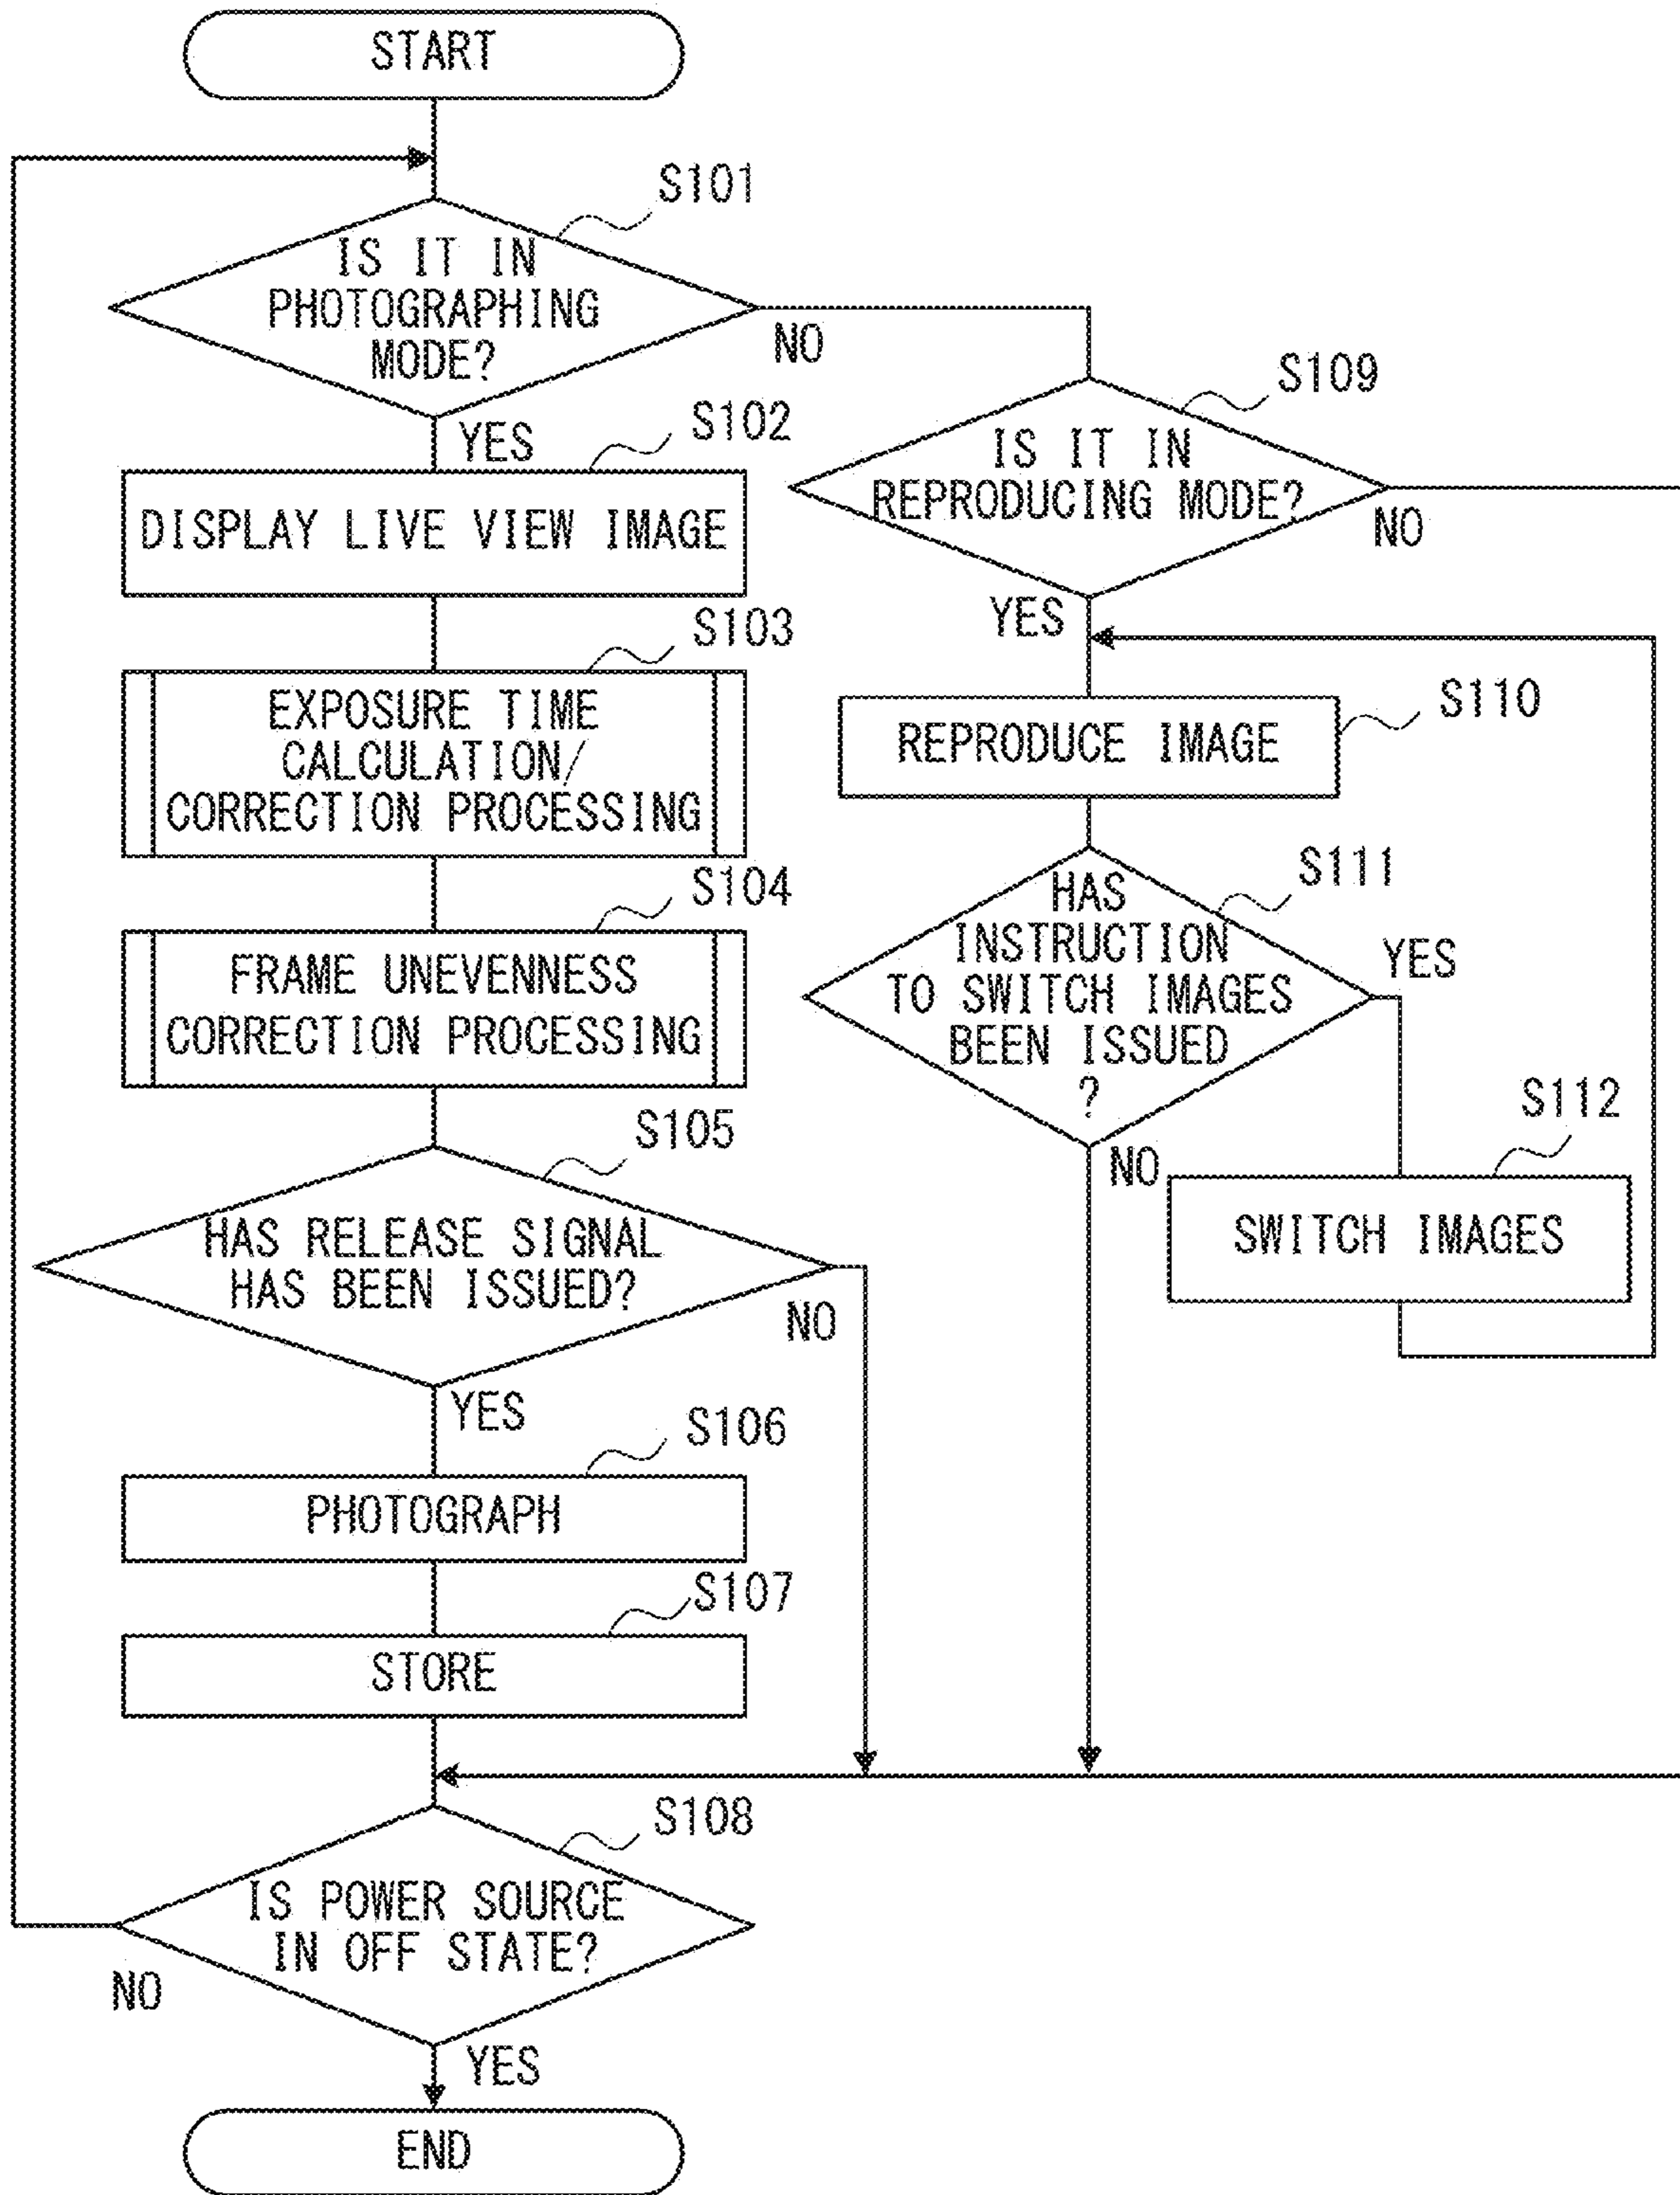 START
S101
IS IT IN
PHOTOGRAPHING
MODE?
NO
YES
S102
DISPLAY LIVE VIEW IMAGE
S103
EXPOSURE TIME
CALCULATION/
CORRECTION PROCESSING
S104
FRAME UNEVENNESS
CORRECTION PROCESSING
S105
HAS RELEASE SIGNAL
HAS BEEN ISSUED?
NO
YES
S106
PHOTOGRAPH
S107
STORE
S108
IS POWER SOURCE
IN OFF STATE?
NO
YES
END
S109
IS IT IN
REPRODUCING MODE?
NO
YES
S110
REPRODUCE IMAGE
S111
HAS
INSTRUCTION
TO SWITCH IMAGES
BEEN ISSUED
?
YES
NO
S112
SWITCH IMAGES